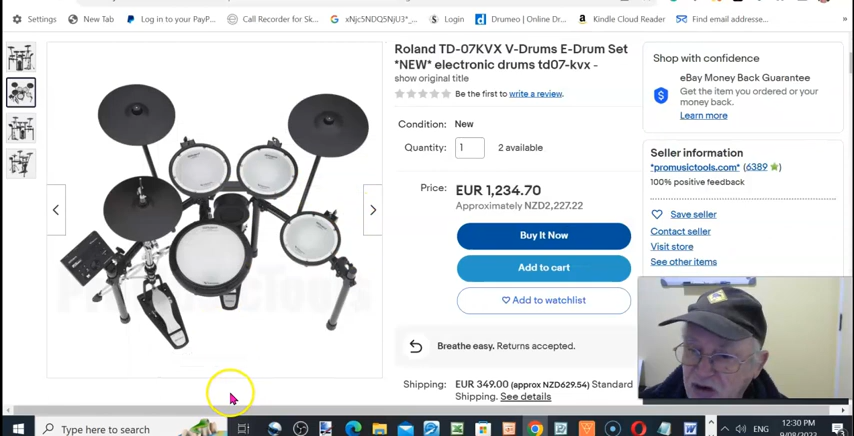 Settings
New Tab
Log in to your PayP...
Call Recorder for Sk...
xNjc5NDQ5NjU3*_...
Login
Drumeo | Online Dr...
Kindle Cloud Reader
Find email addresse...
»
Roland TD-07KVX V-Drums E-Drum Set
*NEW* electronic drums td07-kvx -
show original title
Be the first to write a review.
Condition: New
Quantity: 1 2 available
Price: EUR 1,234.70
Approximately NZD2,227.22
Buy It Now
Add to cart
Add to watchlist
Breathe easy. Returns accepted.
Shipping: EUR 349.00 (approx NZD629.54) Standard
Shipping. See details
Shop with confidence
eBay Money Back Guarantee
Get the item you ordered or your
money back.
Learn more
Seller information
*promusictools.com* (6389 )
100% positive feedback
Save seller
Contact seller
Visit store
See other items
ProMusicTools
Type here to search
ENG
12:30 PM
9/08/2023
3